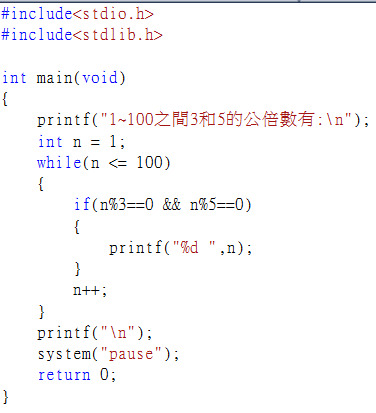 #include<stdio.h>
#include<stdlib.h>
int main(void)
{
printf("1~100之間3和5的公倍數有:\n");
int n = 1;
while(n <= 100)
{
if(n%3==0 && n%5==0)
{
printf("%d ",n);
}
n++;
}
printf("\n");
system("pause");
return 0;
}